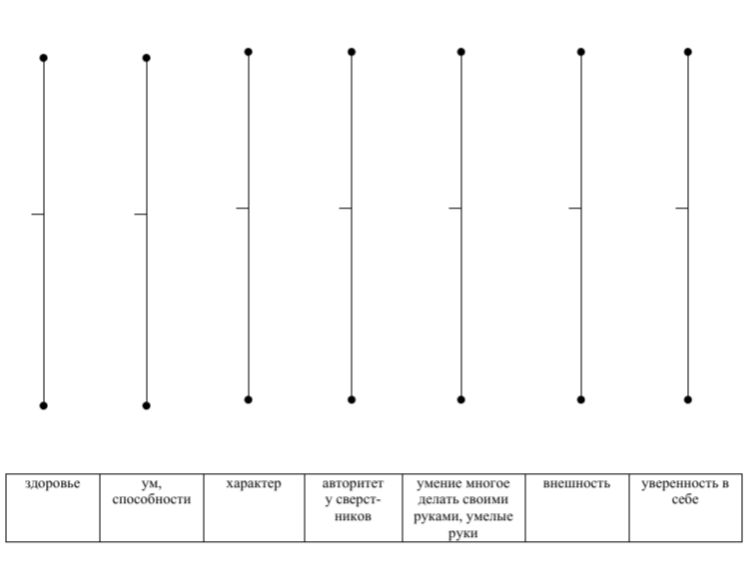 здоровье
ум,
способности
характер
авторитет
у сверст-
ников
умение многое
делать своими
руками, умелые
руки
внешность
уверенность в
себе